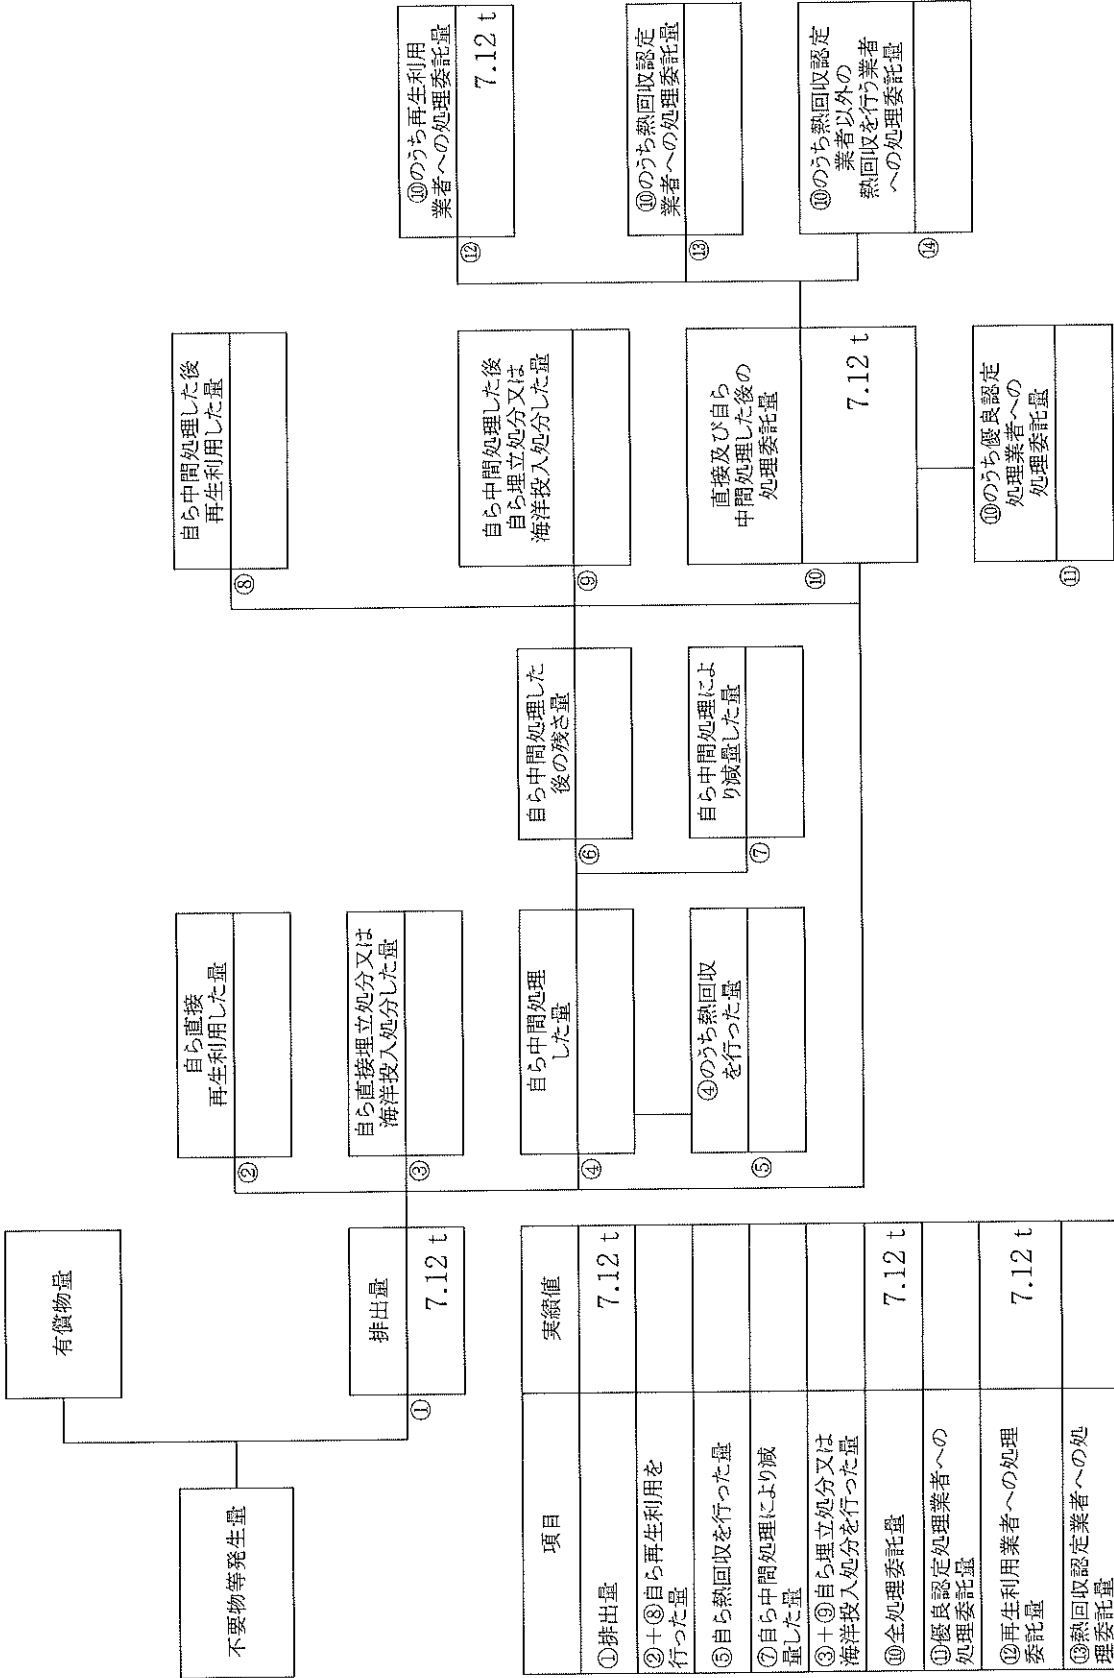 不要物等発生量
有償物量
排出量
① 7.12 t
自ら直接
再生利用した量
②
自ら直接埋立処分又は
海洋投入処分した量
③
自ら中間処理
した量
④
④のうち熱回収
を行った量
⑤
自ら中間処理した
後の残さ量
⑥
自ら中間処理によ
り減量した量
⑦
自ら中間処理した後
再生利用した量
⑧
自ら中間処理した後
自ら埋立処分又は
海洋投入処分した量
⑨
直接及び自ら
中間処理した後の
処理委託量
⑩ 7.12 t
⑩のうち優良認定
処理業者への
処理委託量
⑪
⑩のうち再生利用
業者への処理委託量
⑫ 7.12 t
⑩のうち熱回収認定
業者への処理委託量
⑬
⑩のうち熱回収認定
業者以外の
熱回収を行う業者
への処理委託量
⑭
項目 実績値
①排出量 7.12 t
②+⑧自ら再生利用を
行った量
⑤自ら熱回収を行った量
⑦自ら中間処理により減
量した量
③+⑨自ら埋立処分又は
海洋投入処分を行った量
⑩全処理委託量 7.12 t
⑪優良認定処理業者への
処理委託量
⑫再生利用業者への処理
委託量 7.12 t
⑬熱回収認定業者への処
理委託量